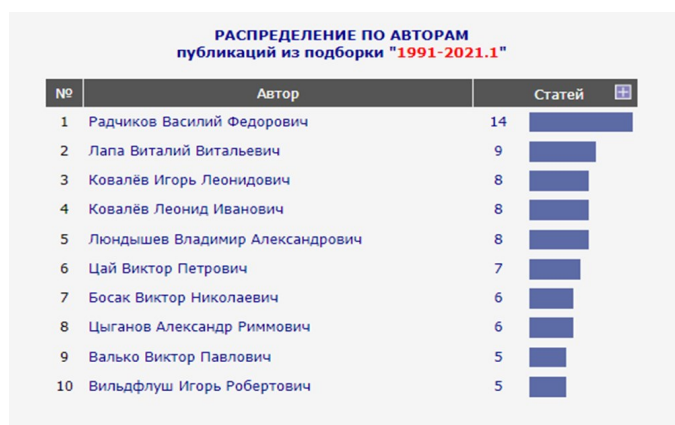 РАСПРЕДЕЛЕНИЕ ПО АВТОРАМ
публикаций из подборки "1991-2021.1"
№ Автор Статей
1 Радчиков Василий Федорович 14
2 Лапа Виталий Витальевич 9
3 Ковалёв Игорь Леонидович 8
4 Ковалёв Леонид Иванович 8
5 Люндышев Владимир Александрович 8
6 Цай Виктор Петрович 7
7 Босак Виктор Николаевич 6
8 Цыганов Александр Риммович 6
9 Валько Виктор Павлович 5
10 Вильдфлуш Игорь Робертович 5